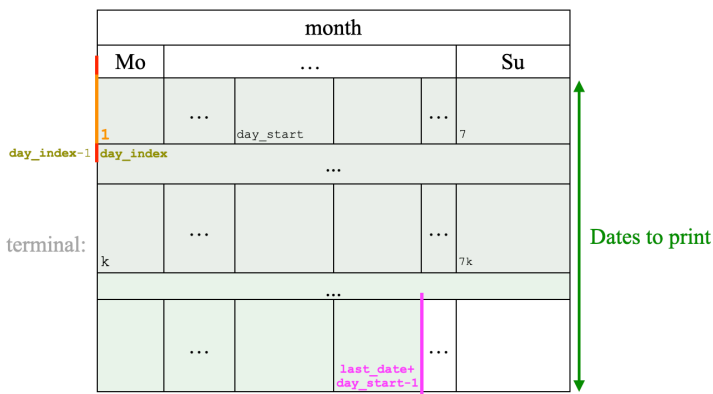 month
Mo ... Su
...
1 day_start ... 7
day_index-1 day_index
...
... ...
terminal:
Dates to print
k 7k
...
... ...
last_date+
day_start-1